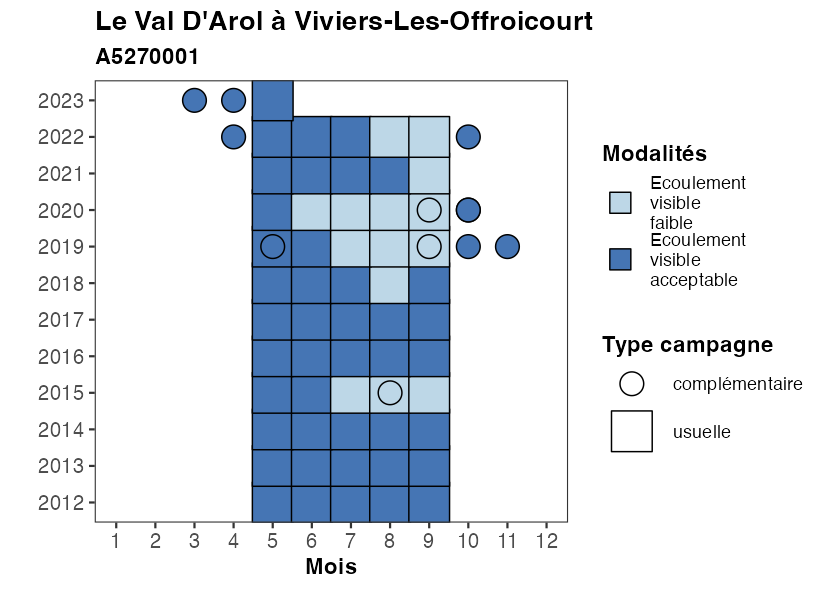 Le Val D'Arol à Viviers-Les-Offroicourt
A5270001
2023
2022
2021
2020
2019
2018
2017
2016
2015
2014
2013
2012
1 2 3 4 5 6 7 8 9 10 11 12
Mois
Modalités
Ecoulement
visible
faible
Ecoulement
visible
acceptable
Type campagne
complémentaire
usuelle